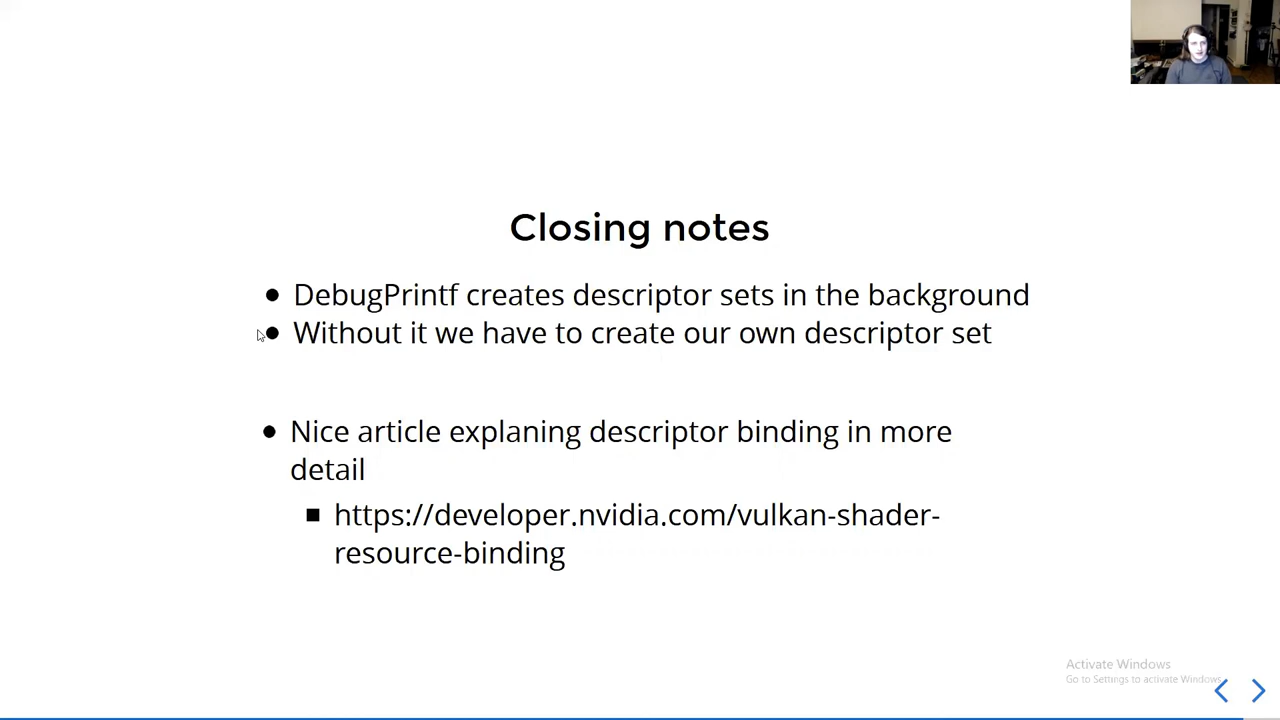 Closing notes
DebugPrintf creates descriptor sets in the background
Without it we have to create our own descriptor set
Nice article explaning descriptor binding in more
detail
https://developer.nvidia.com/vulkan-shader-
resource-binding
Activate Windows
Go to Settings to activate Windows.